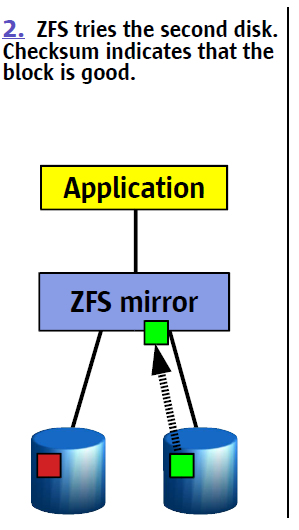 2. ZFS tries the second disk.
Checksum indicates that the
block is good.
Application
ZFS mirror